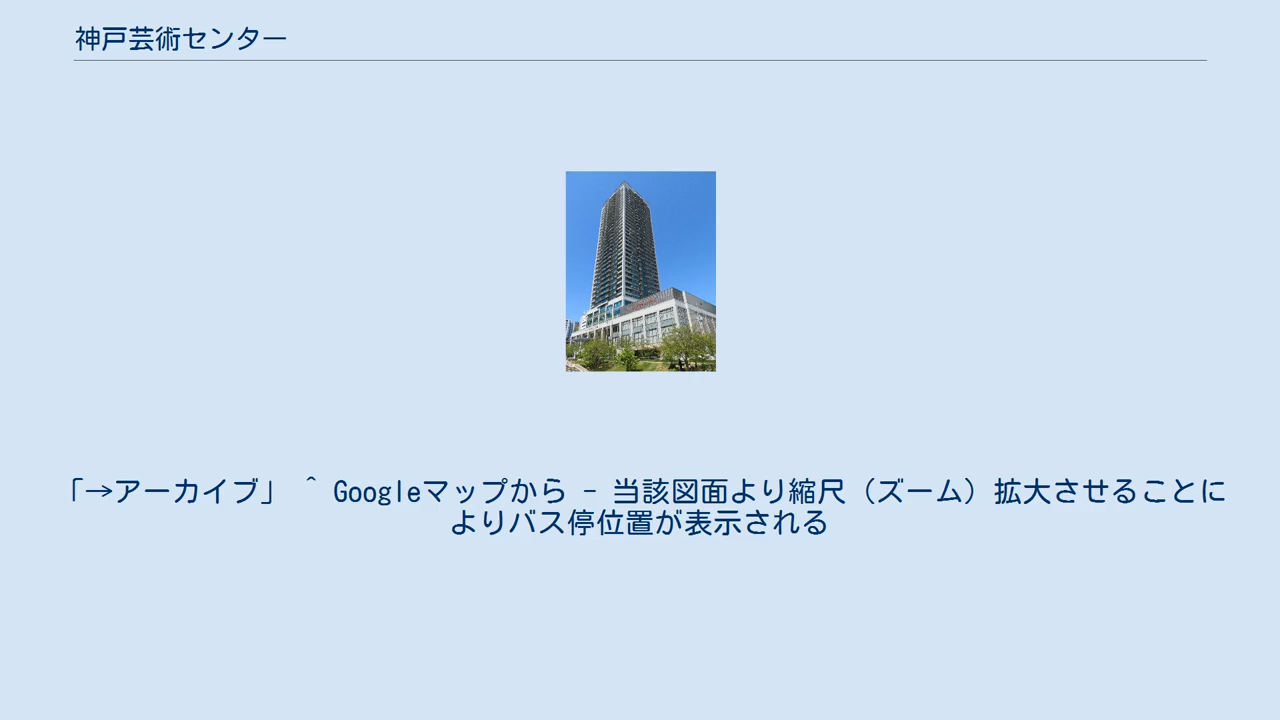 神戸芸術センター
「→アーカイブ」 ^ Googleマップから - 当該図面より縮尺（ズーム）拡大させることに
よりバス停位置が表示される